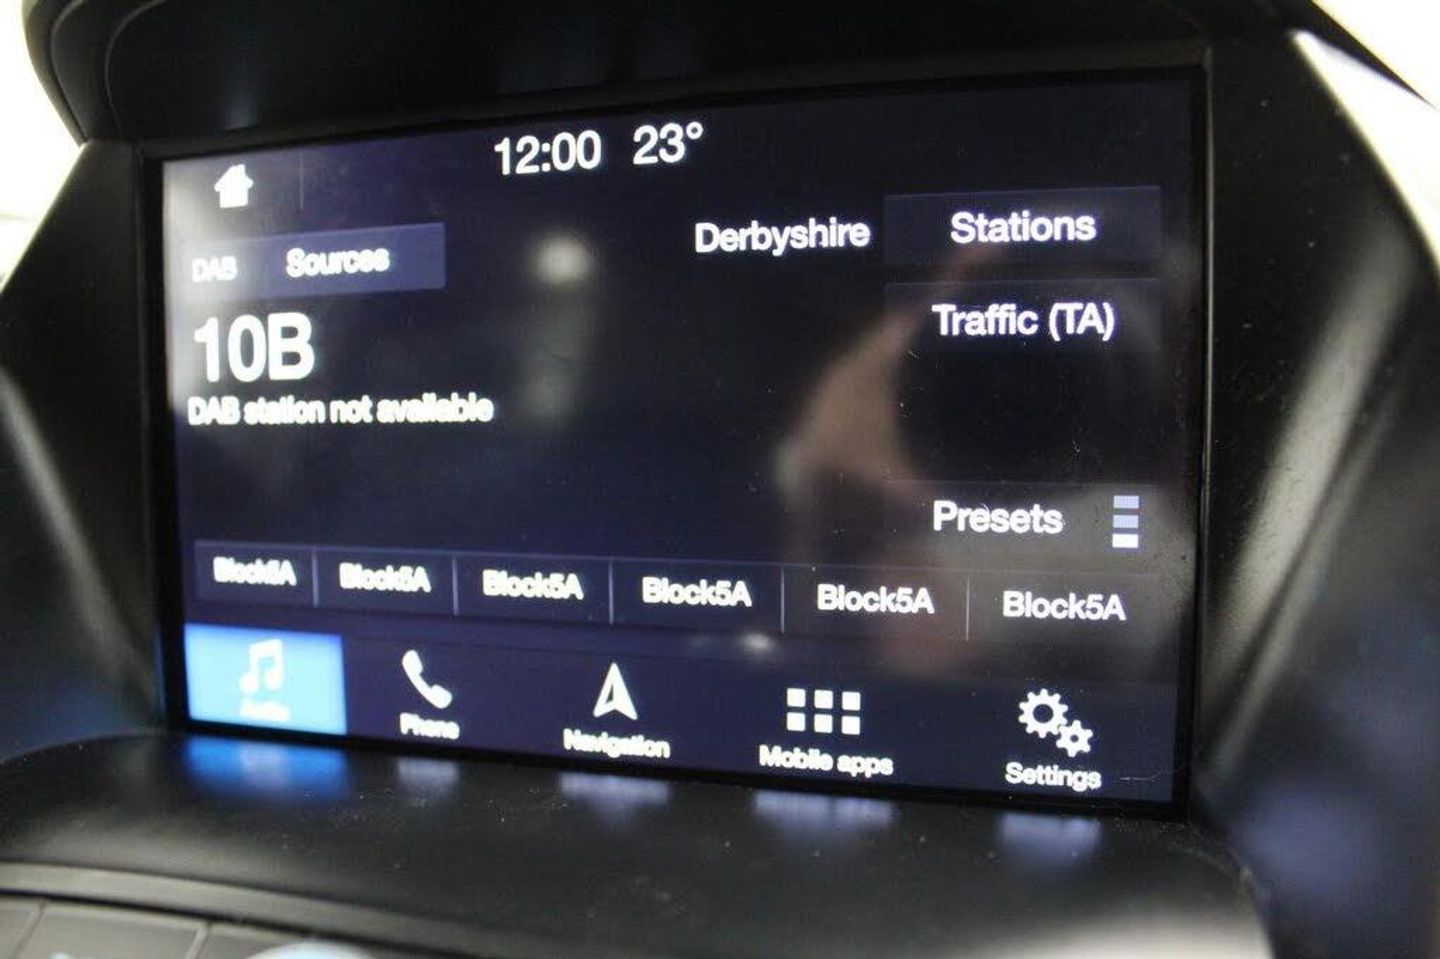 12:00 23°
DAB Sources Derbyshire Stations
10B Traffic (TA)
DAB station not available
Presets
Block5A Block5A Block5A Block5A Block5A Block5A
Audio Phone Navigation Mobile apps Settings